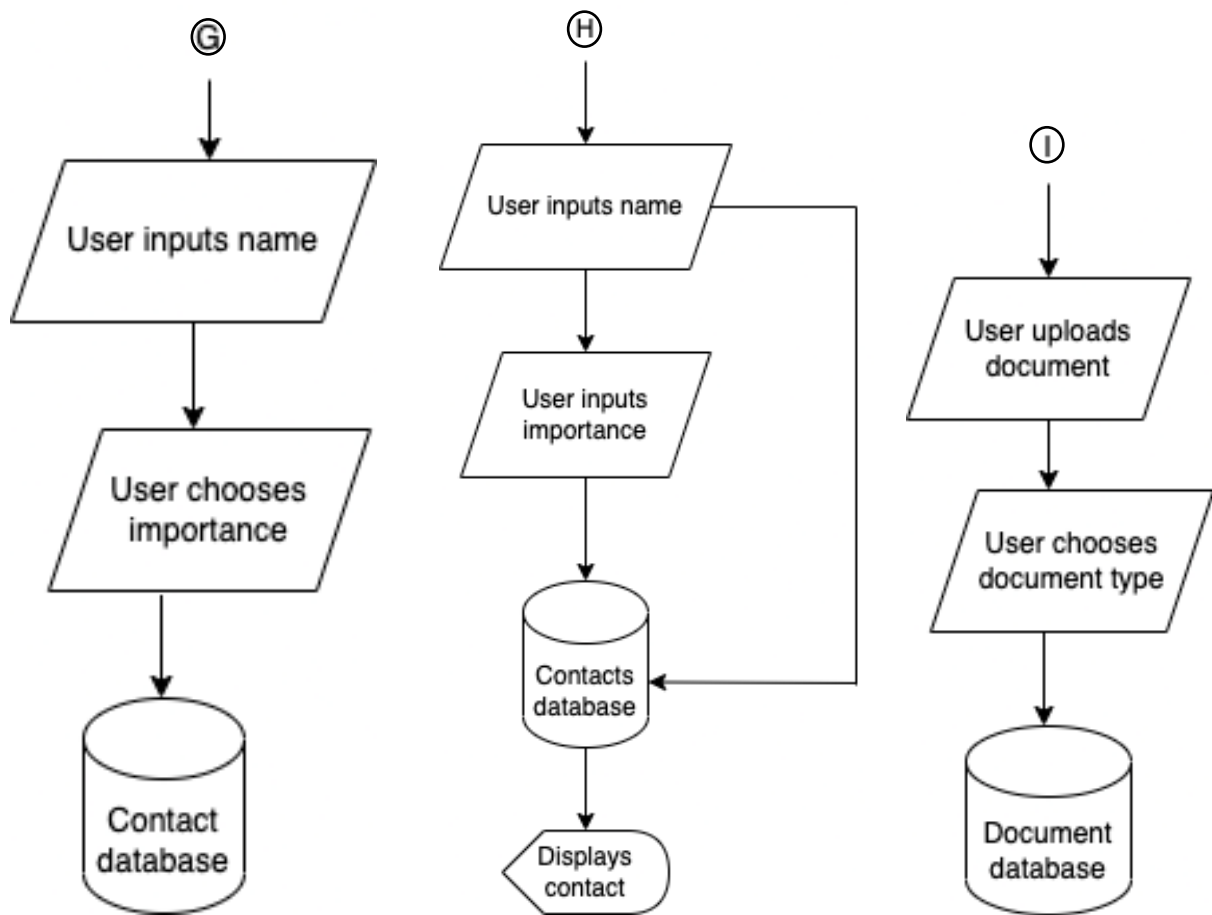 G
User inputs name
User chooses
importance
Contact
database
H
User inputs name
User inputs
importance
Contacts
database
Displays
contact
I
User uploads
document
User chooses
document type
Document
database